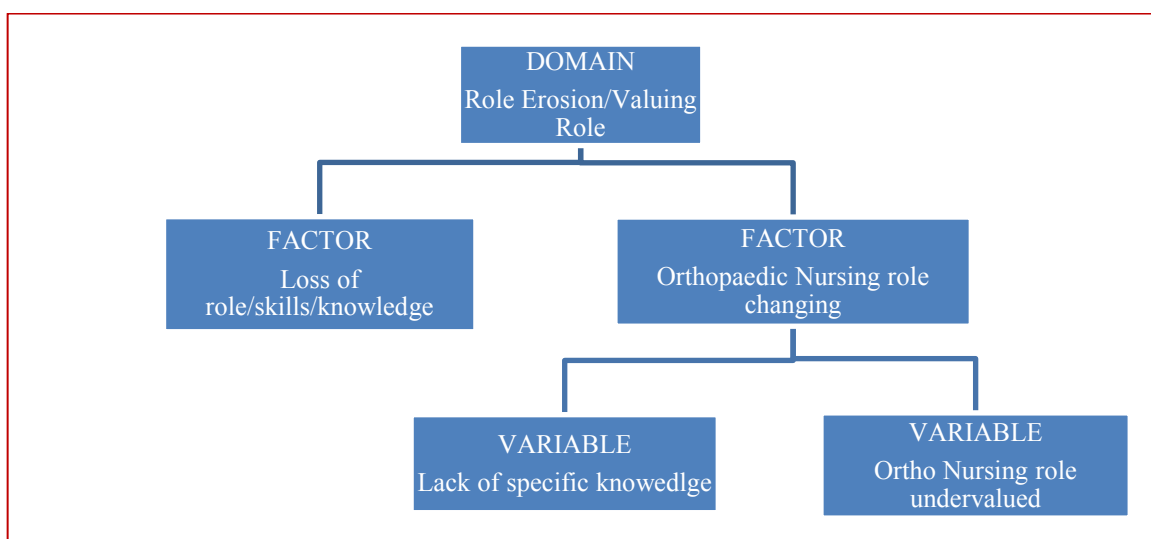 DOMAIN
Role Erosion/Valuing
Role
FACTOR
Loss of
role/skills/knowledge
FACTOR
Orthopaedic Nursing role
changing
VARIABLE
Lack of specific knowedlge
VARIABLE
Ortho Nursing role
undervalued